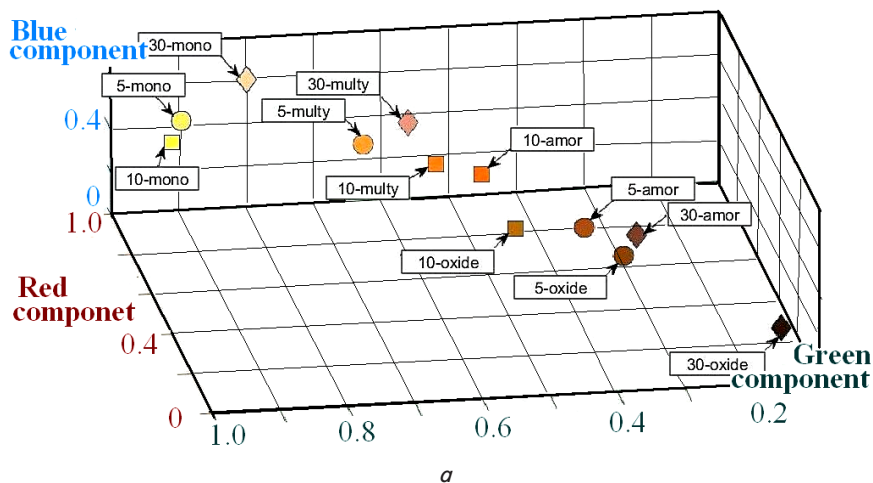 Blue
component
30-mono
5-mono
30-multy
5-multy
0.4
10-amor
10-mono
10-multy
5-amor
0
1.0
30-amor
10-oxide
Red
componet
5-oxide
0.4
Green
30-oxide
component
0
1.0
0.8
0.6
0.4
0.2
a